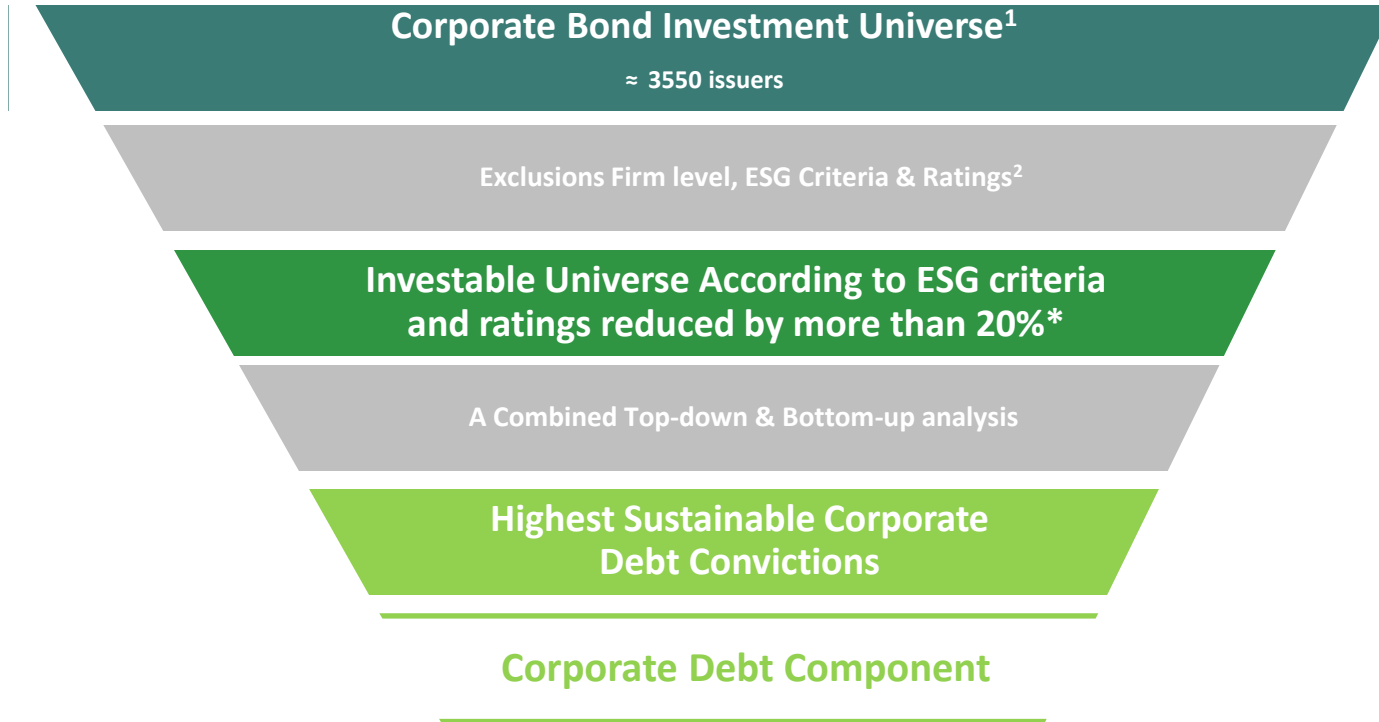 Corporate Bond Investment Universe¹
≈ 3550 issuers
Exclusions Firm level, ESG Criteria & Ratings²
Investable Universe According to ESG criteria
and ratings reduced by more than 20%*
A Combined Top-down & Bottom-up analysis
Highest Sustainable Corporate
Debt Convictions
Corporate Debt Component